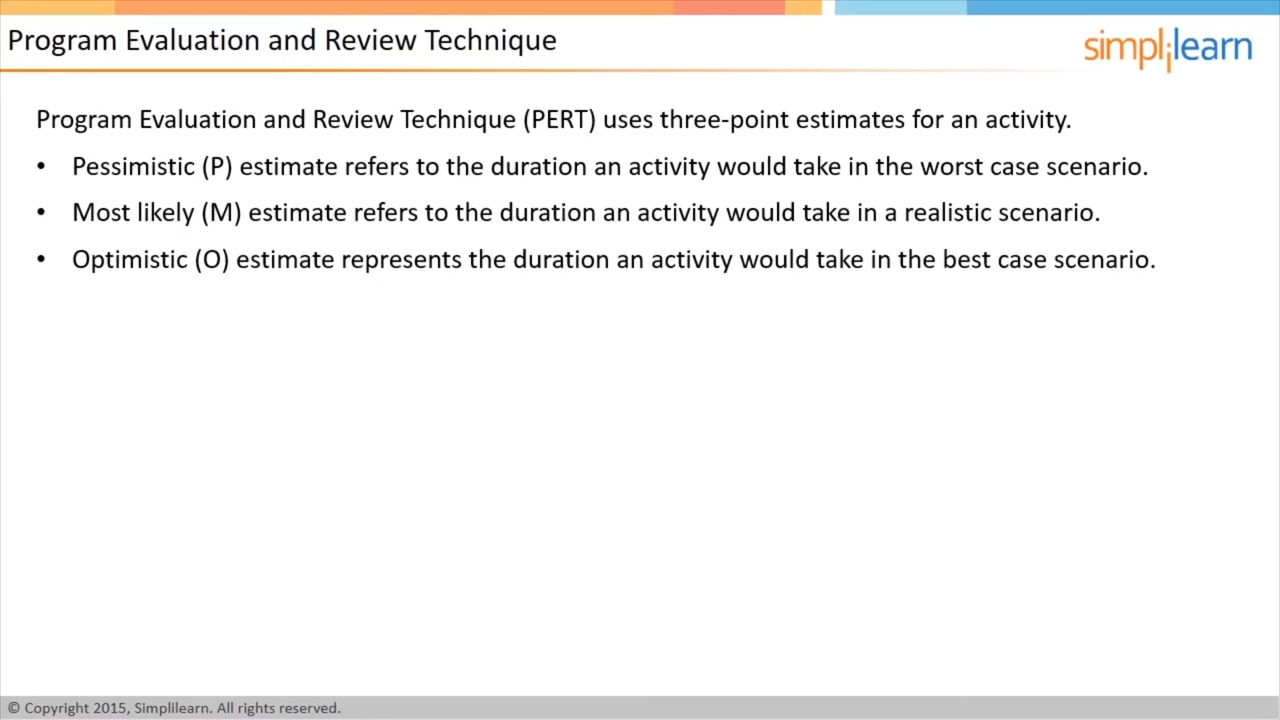 Program Evaluation and Review Technique
simplilearn
Program Evaluation and Review Technique (PERT) uses three-point estimates for an activity.
• Pessimistic (P) estimate refers to the duration an activity would take in the worst case scenario.
• Most likely (M) estimate refers to the duration an activity would take in a realistic scenario.
• Optimistic (O) estimate represents the duration an activity would take in the best case scenario.
© Copyright 2015, Simplilearn. All rights reserved.